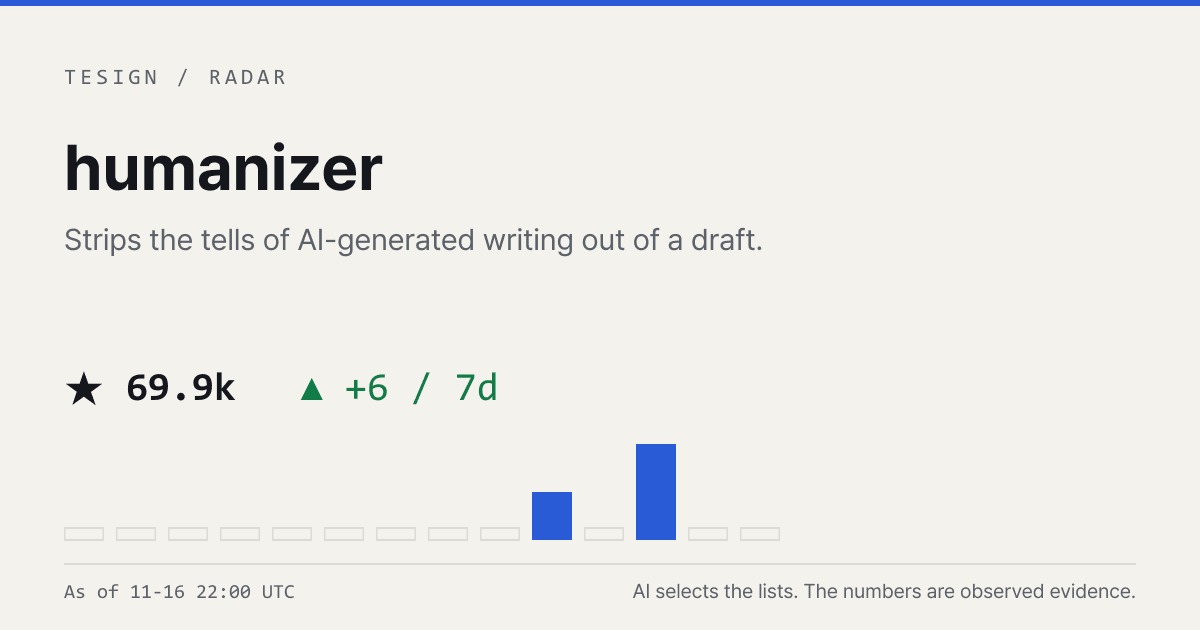 TESIGN / RADAR
humanizer
Strips the tells of AI-generated writing out of a draft.
★ 69.9k ▲ +6 / 7d
As of 11-16 22:00 UTC
AI selects the lists. The numbers are observed evidence.